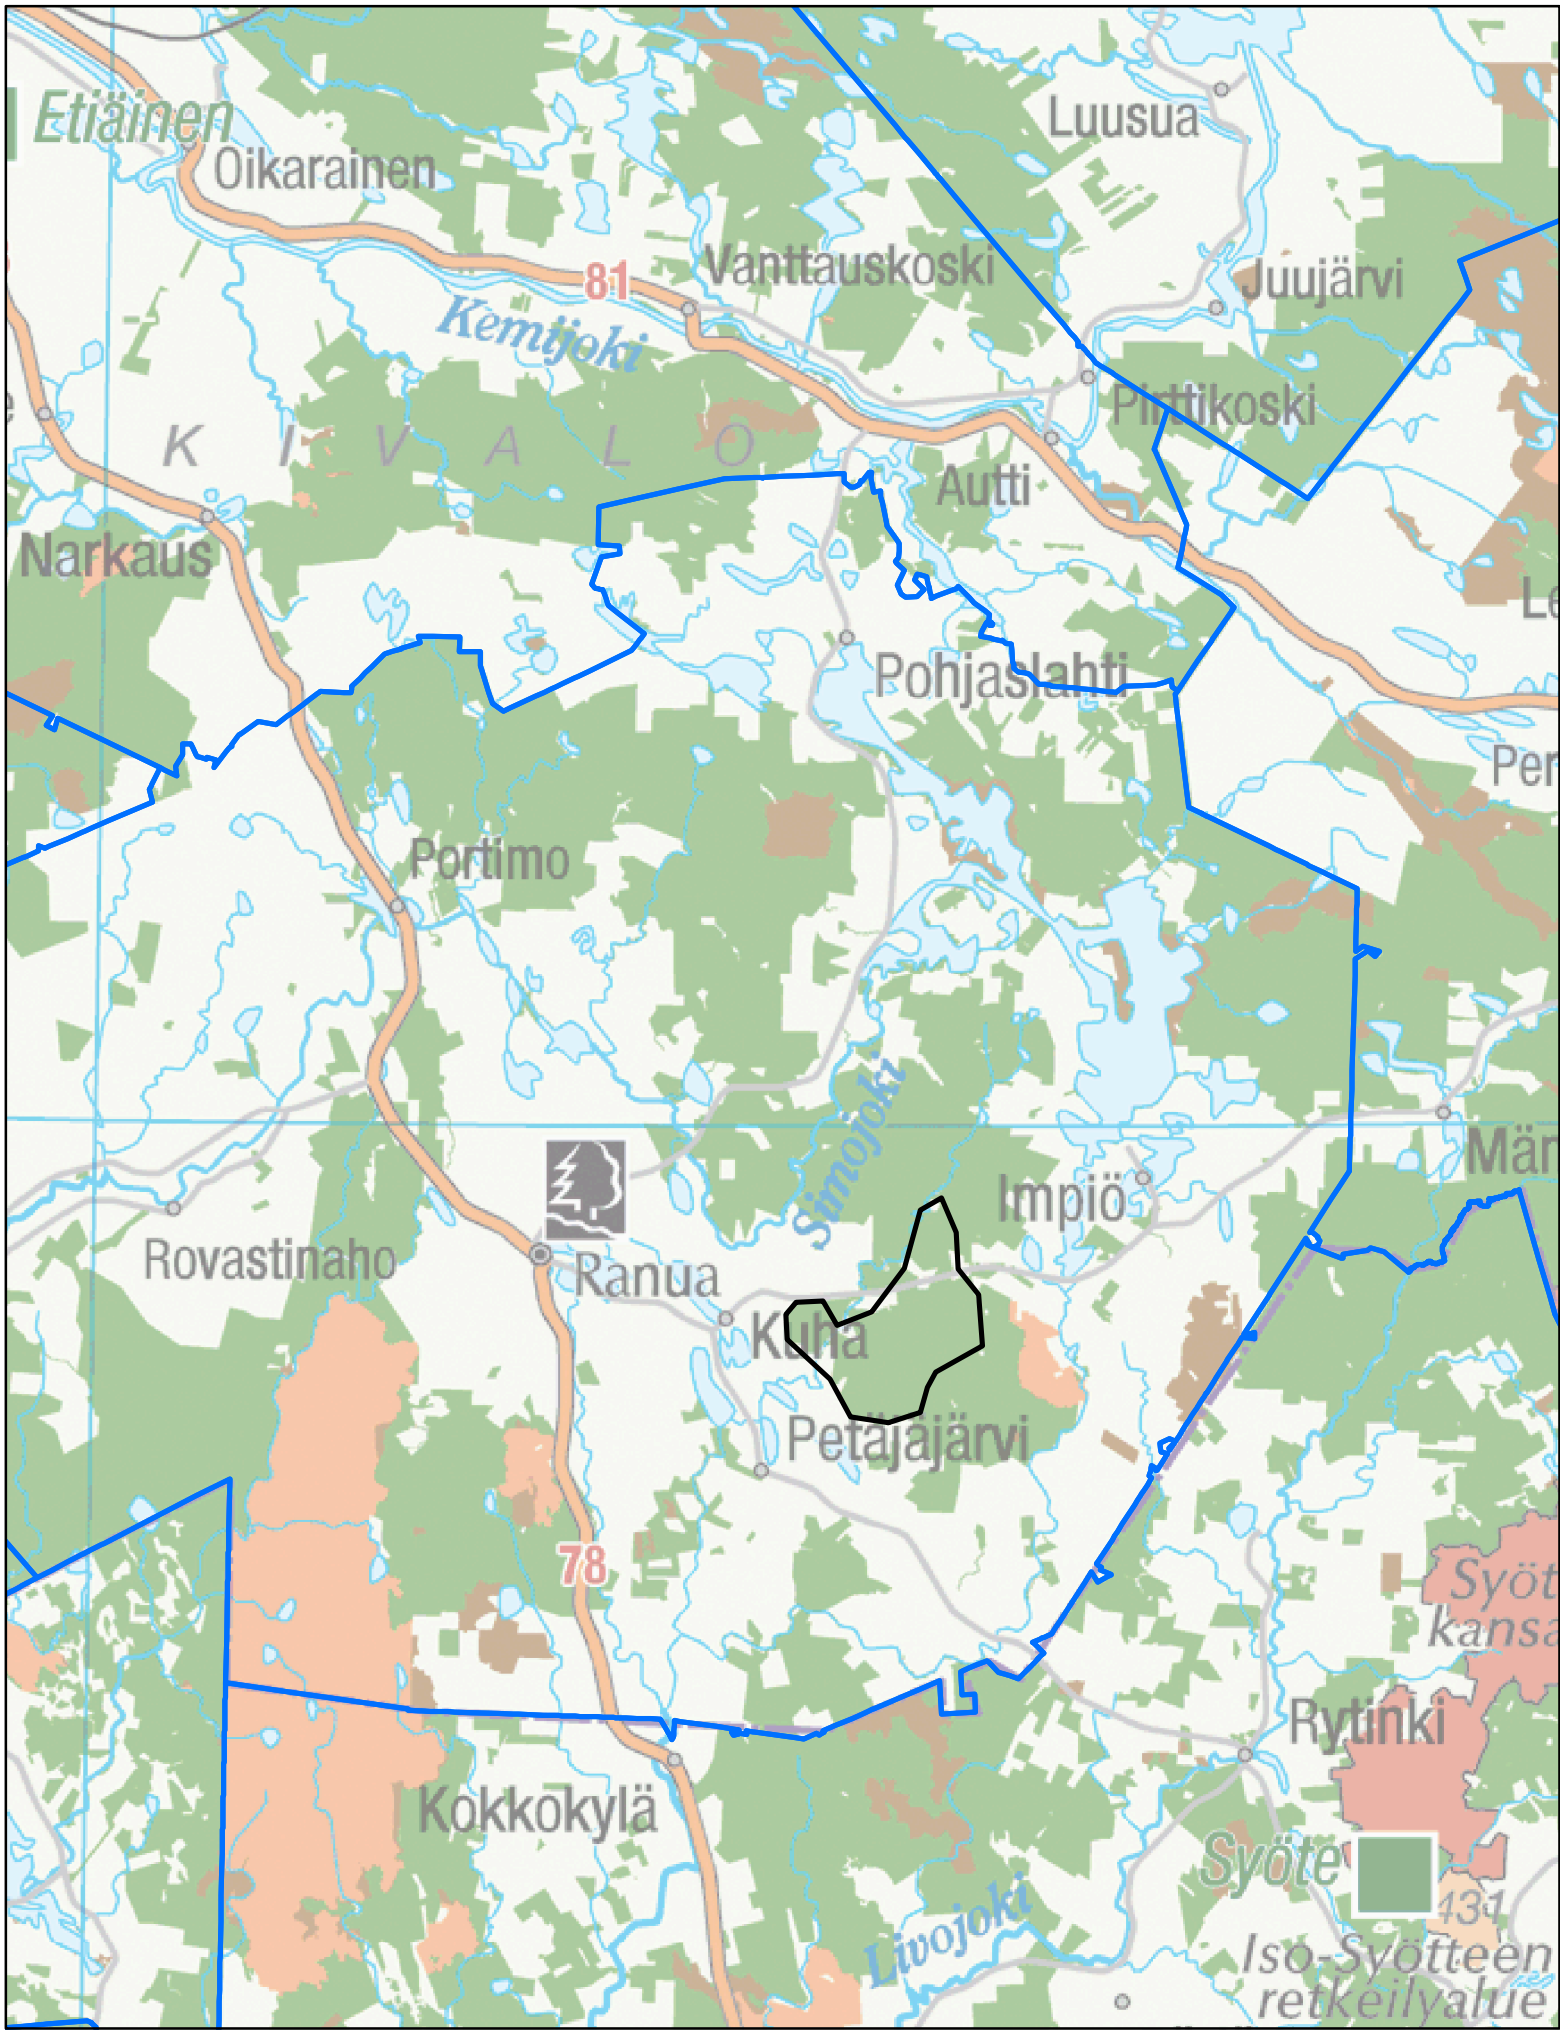 Luusua
Etiäinen
Oikarainen
Vanttauskoski
81
Juujärvi
Kemijoki
Pirttikoski
K I V A L O
Autti
Narkaus
Pohjaslahti
Portimo
Simojoki
Impiö
Rovastinaho
Ranua
Kuha
Petäjäjärvi
78
Rytinki
Kokkokylä
Syöte
431
Livojoki
Iso-Syötteen
retkeilyalue